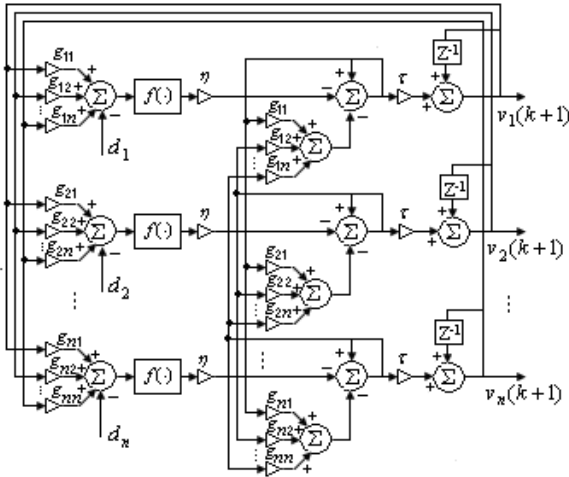 g₁₁ + Z⁻¹
g₁₂ + Σ f(·) η − + Σ τ + + Σ
g₁ₙ + − g₁₁ + − v₁(k+1)
⋮ d₁ g₁₂ + Σ
⋮ g₁ₙ +
g₂₁ + Z⁻¹
g₂₂ + Σ f(·) η − + Σ τ + + Σ
g₂ₙ + − g₂₁ + − v₂(k+1)
⋮ d₂ g₂₂ + Σ
⋮ ⋮ g₂ₙ + ⋮
gₙ₁ + ⋮ Z⁻¹
gₙ₂ + Σ f(·) η − + Σ τ + + Σ
gₙₙ + − gₙ₁ + − vₙ(k+1)
⋮ dₙ gₙ₂ + Σ
⋮ gₙₙ +